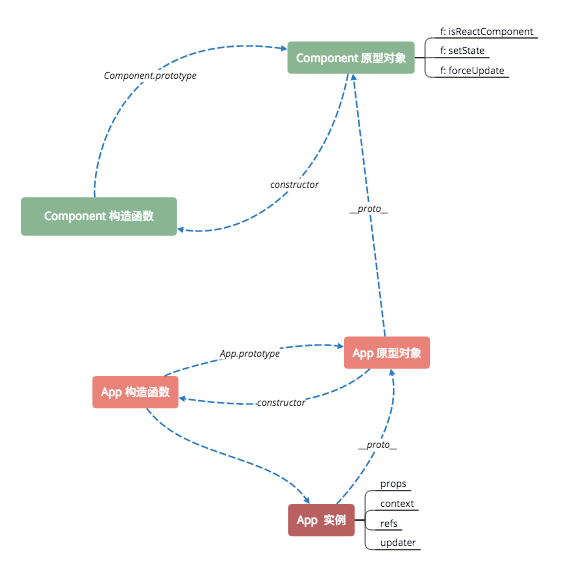 f: isReactComponent
Component 原型对象
f: setState
f: forceUpdate
Component.prototype
constructor
__proto__
Component 构造函数
App.prototype
App 原型对象
App 构造函数
constructor
__proto__
props
context
App 实例
refs
updater